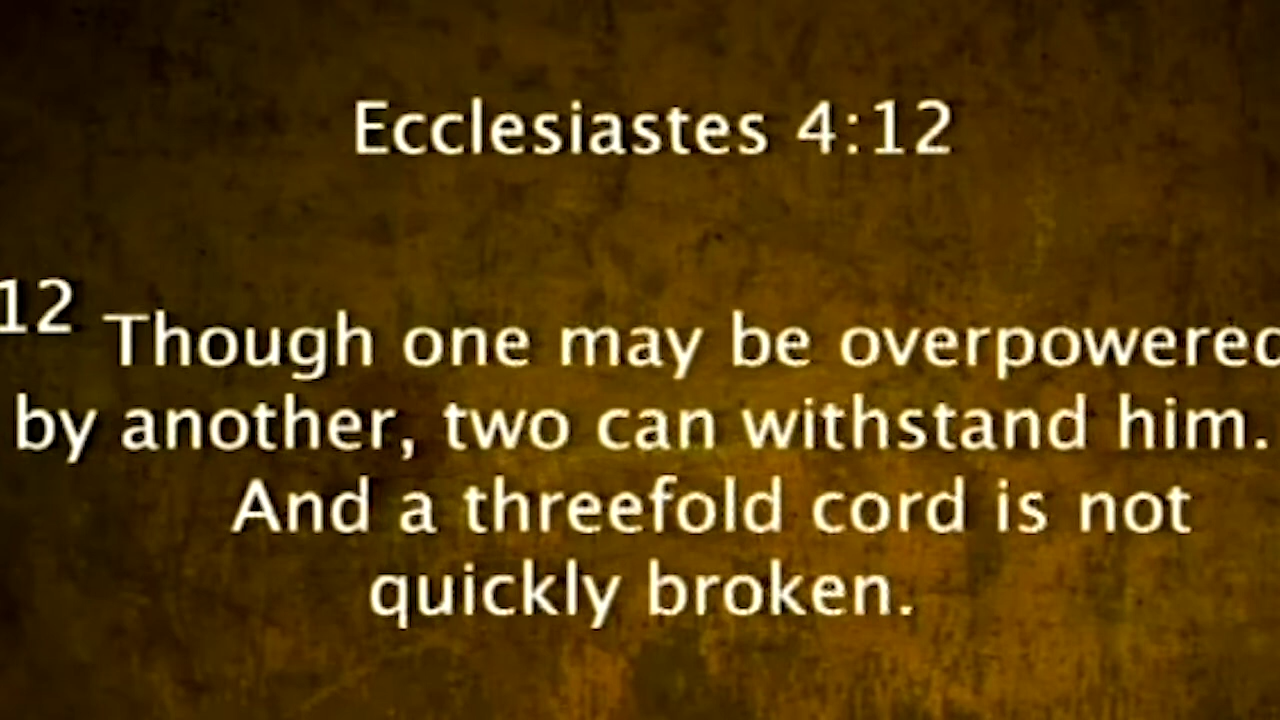 Ecclesiastes 4:12
12 Though one may be overpowered
by another, two can withstand him.
And a threefold cord is not
quickly broken.